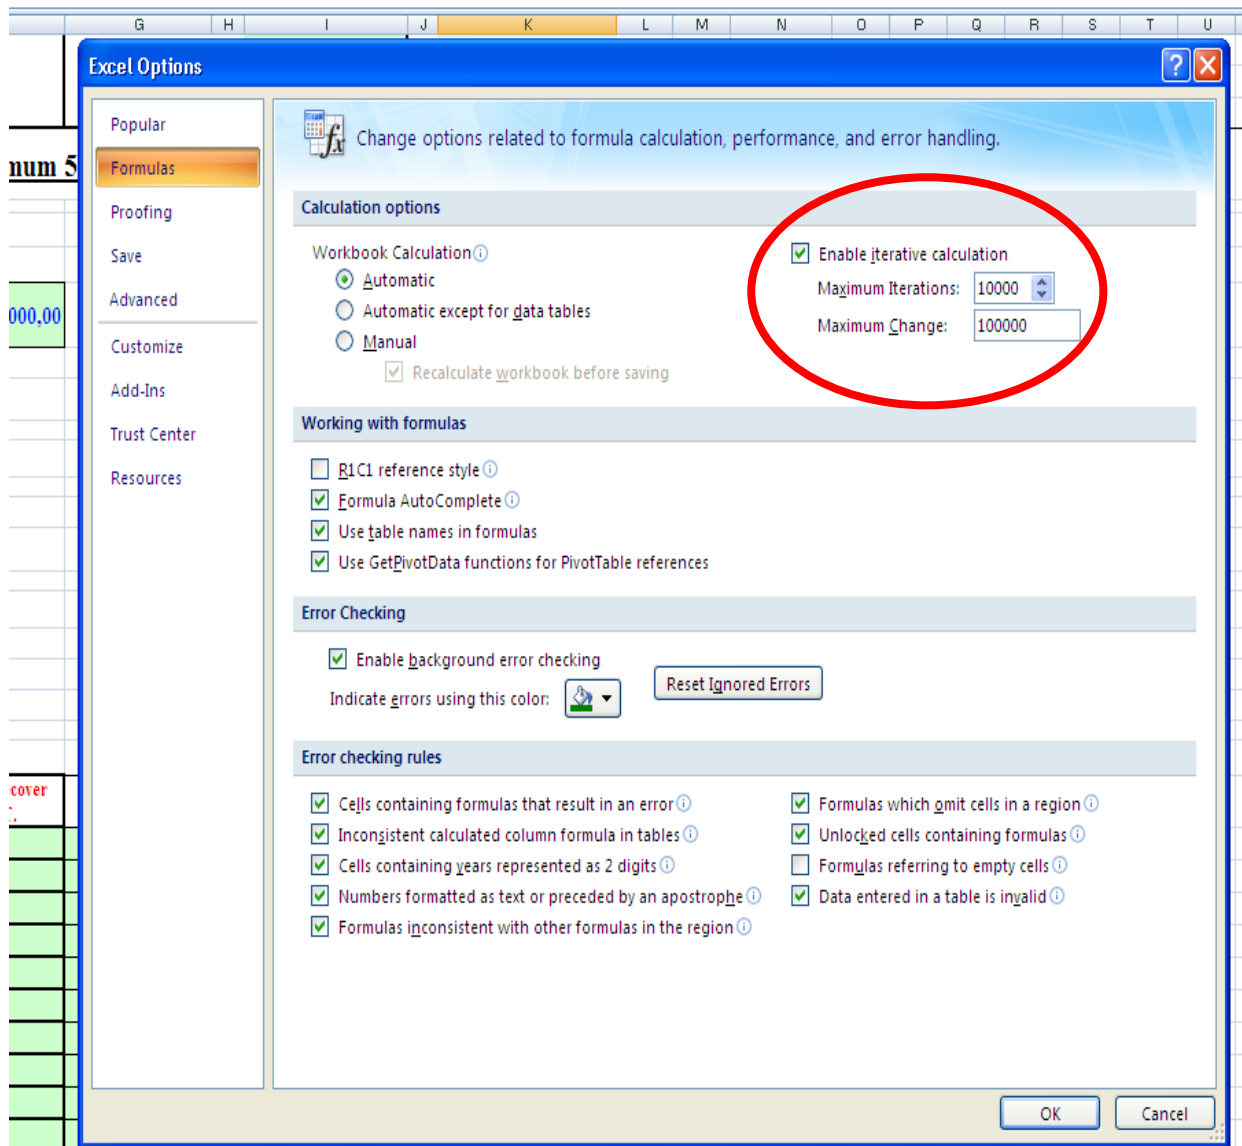 G H I J K L M N O P Q R S T U
Excel Options
num 5
000,00
cover
Popular
Formulas
Proofing
Save
Advanced
Customize
Add-Ins
Trust Center
Resources
Change options related to formula calculation, performance, and error handling.
Calculation options
Workbook Calculation
Automatic
Automatic except for data tables
Manual
Recalculate workbook before saving
Enable iterative calculation
Maximum Iterations: 10000
Maximum Change: 100000
Working with formulas
R1C1 reference style
Formula AutoComplete
Use table names in formulas
Use GetPivotData functions for PivotTable references
Error Checking
Enable background error checking
Indicate errors using this color:
Reset Ignored Errors
Error checking rules
Cells containing formulas that result in an error
Inconsistent calculated column formula in tables
Cells containing years represented as 2 digits
Numbers formatted as text or preceded by an apostrophe
Formulas inconsistent with other formulas in the region
Formulas which omit cells in a region
Unlocked cells containing formulas
Formulas referring to empty cells
Data entered in a table is invalid
OK Cancel